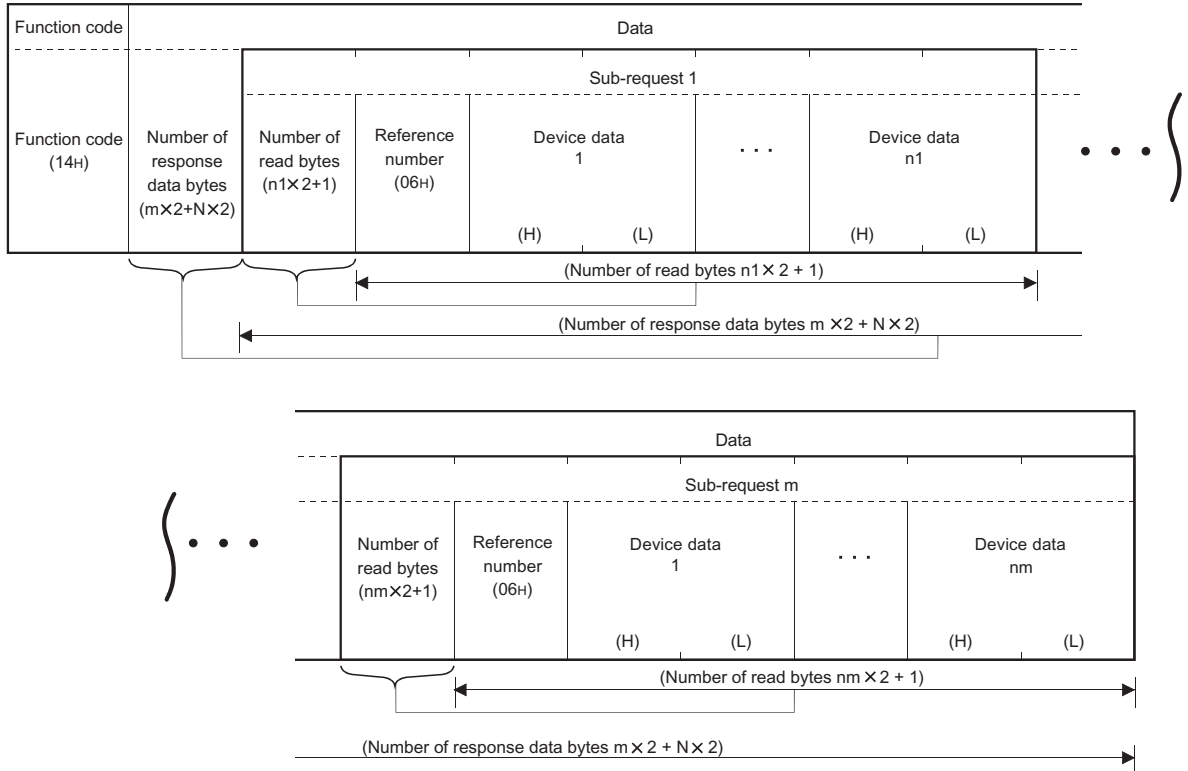 Function code
Data
Sub-request 1
Function code
(14H)
Number of
response
data bytes
(m×2+N×2)
Number of
read bytes
(n1×2+1)
Reference
number
(06H)
Device data
1
(H)
(L)
. . .
Device data
n1
(H)
(L)
(Number of read bytes n1×2 + 1)
(Number of response data bytes m ×2 + N×2)
Data
Sub-request m
Number of
read bytes
(nm×2+1)
Reference
number
(06H)
Device data
1
(H)
(L)
. . .
Device data
nm
(H)
(L)
(Number of read bytes nm×2 + 1)
(Number of response data bytes m×2 + N×2)